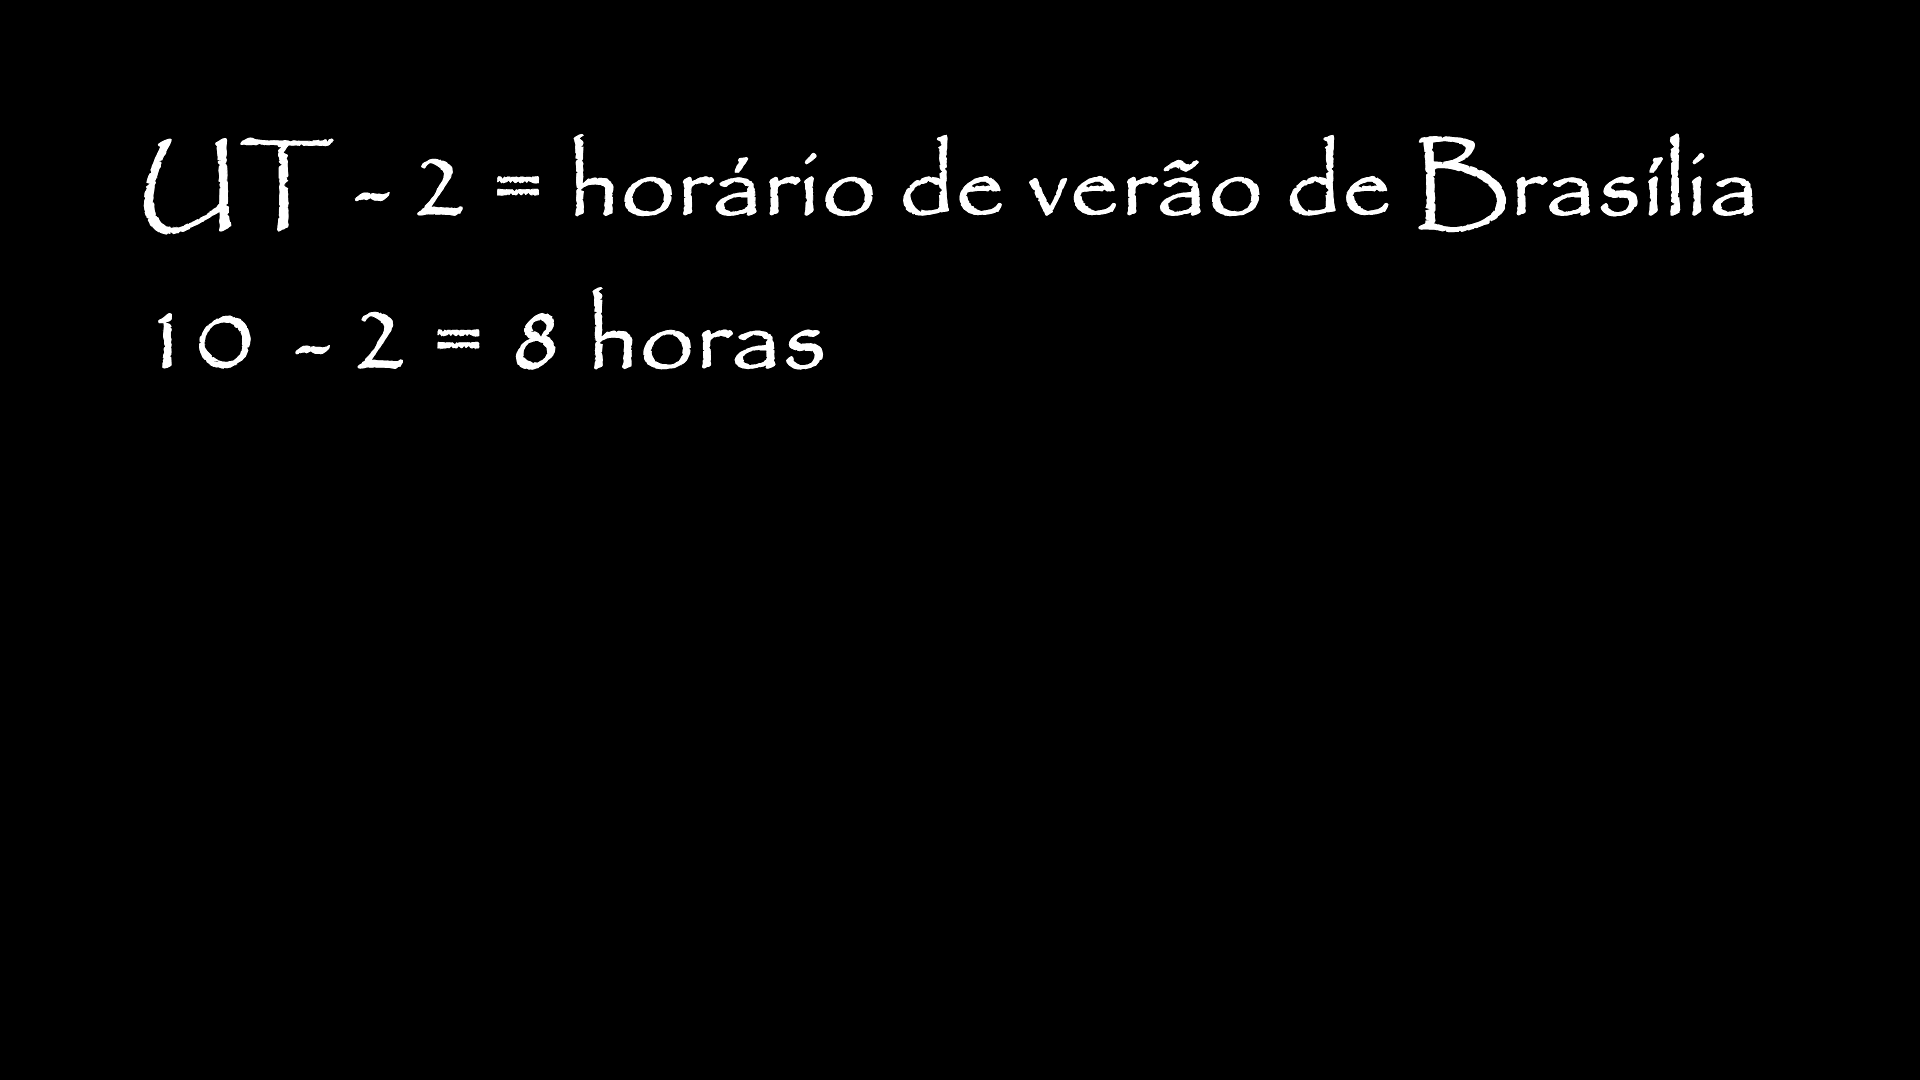 UT - 2 = horário de verão de Brasília
10 - 2 = 8 horas